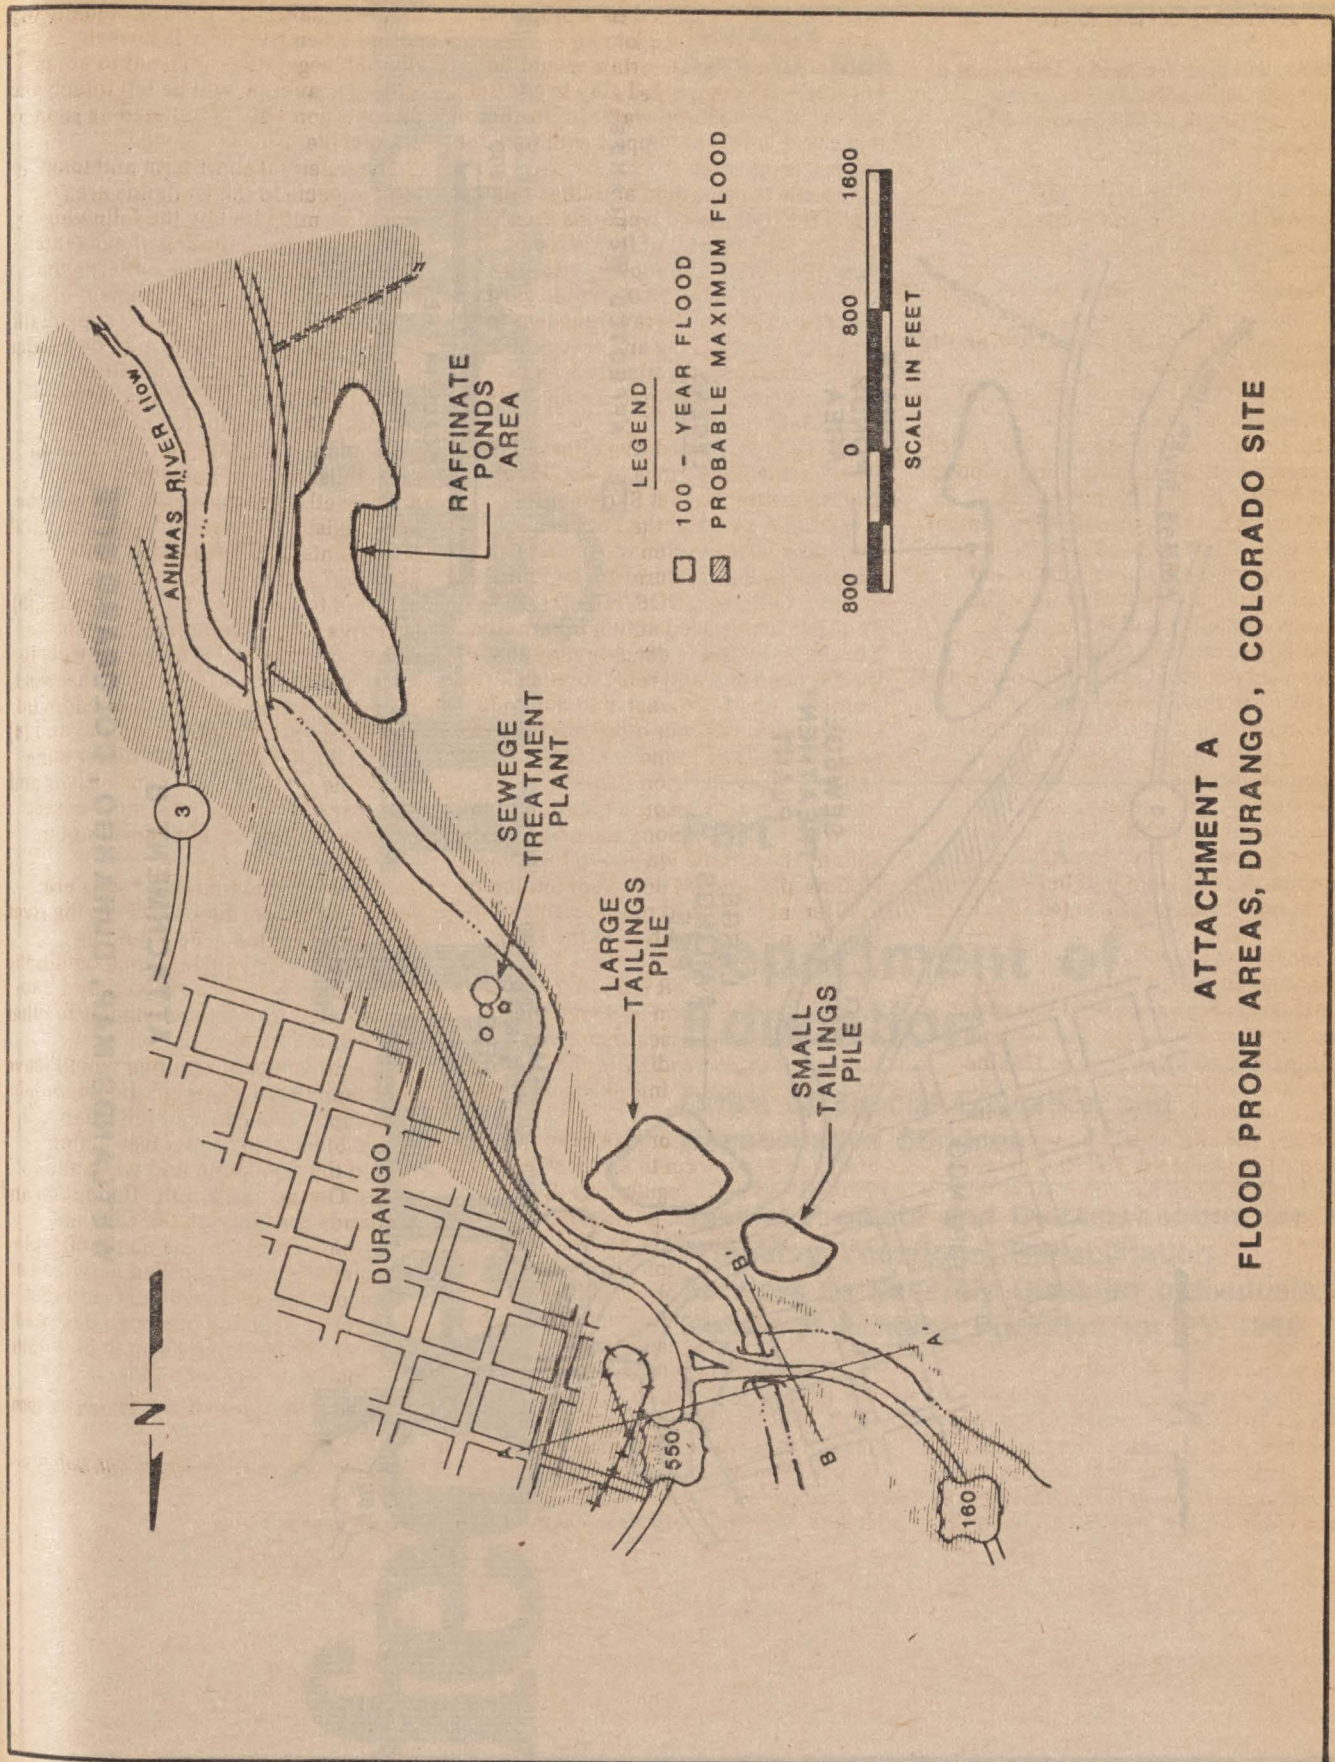 N
DURANGO
3
ANIMAS RIVER flow
550
160
A
A'
B
B'
SEWEGE
TREATMENT
PLANT
RAFFINATE
PONDS
AREA
LARGE
TAILINGS
PILE
SMALL
TAILINGS
PILE
LEGEND
100 - YEAR FLOOD
PROBABLE MAXIMUM FLOOD
800 0 800 1600
SCALE IN FEET
ATTACHMENT A
FLOOD PRONE AREAS, DURANGO, COLORADO SITE